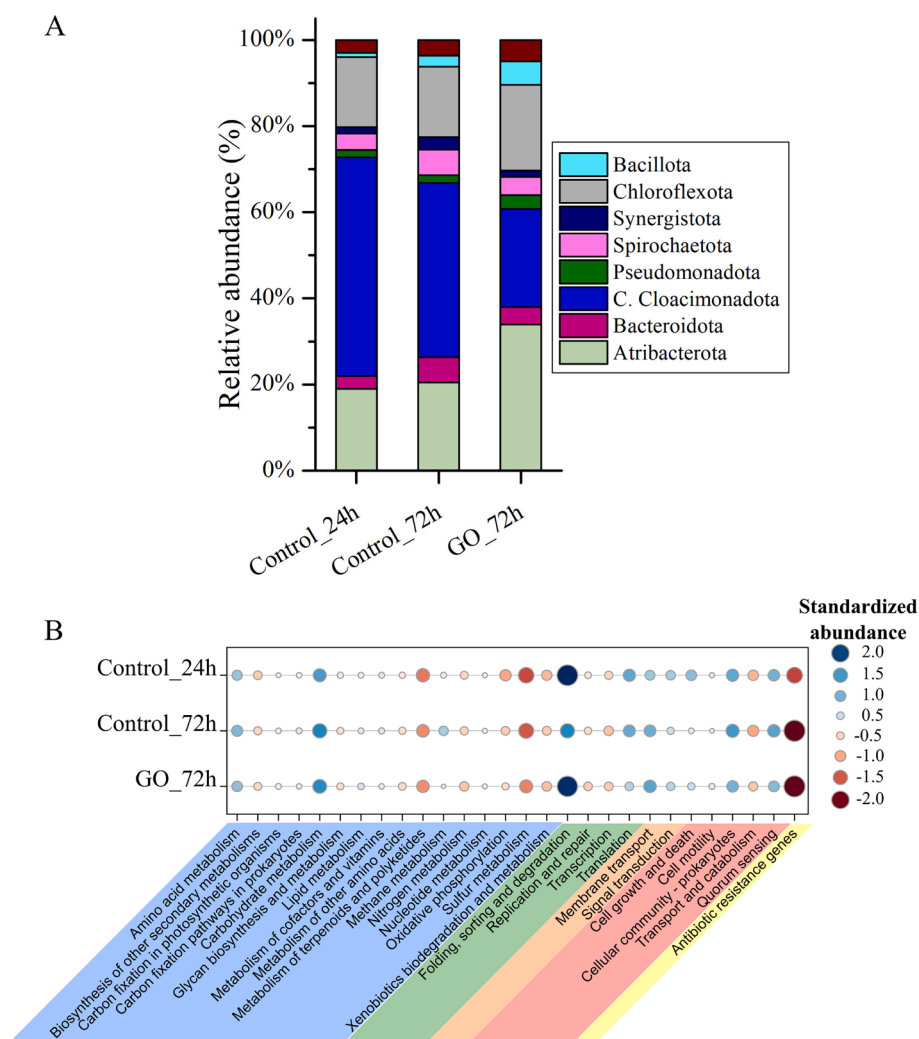 A
Relative abundance (%)
100%
80%
60%
40%
20%
0%
Control_24h
Control_72h
GO_72h
Bacillota
Chloroflexota
Synergistota
Spirochaetota
Pseudomonadota
C. Cloacimonadota
Bacteroidota
Atribacterota
B
Control_24h
Control_72h
GO_72h
Standardized
abundance
2.0
1.5
1.0
0.5
-0.5
-1.0
-1.5
-2.0
Amino acid metabolism
Biosynthesis of other secondary metabolisms
Carbon fixation in photosynthetic organisms
Carbon fixation pathways in prokaryotes
Carbohydrate metabolism
Glycan biosynthesis and metabolism
Lipid metabolism
Metabolism of cofactors and vitamins
Metabolism of other amino acids
Metabolism of terpenoids and polyketides
Methane metabolism
Nitrogen metabolism
Nucleotide metabolism
Oxidative phosphorylation
Sulfur metabolism
Xenobiotics biodegradation and metabolism
Folding, sorting and degradation
Replication and repair
Transcription
Translation
Membrane transport
Signal transduction
Cell growth and death
Cell motility
Cellular community - prokaryotes
Transport and catabolism
Quorum sensing
Antibiotic resistance genes